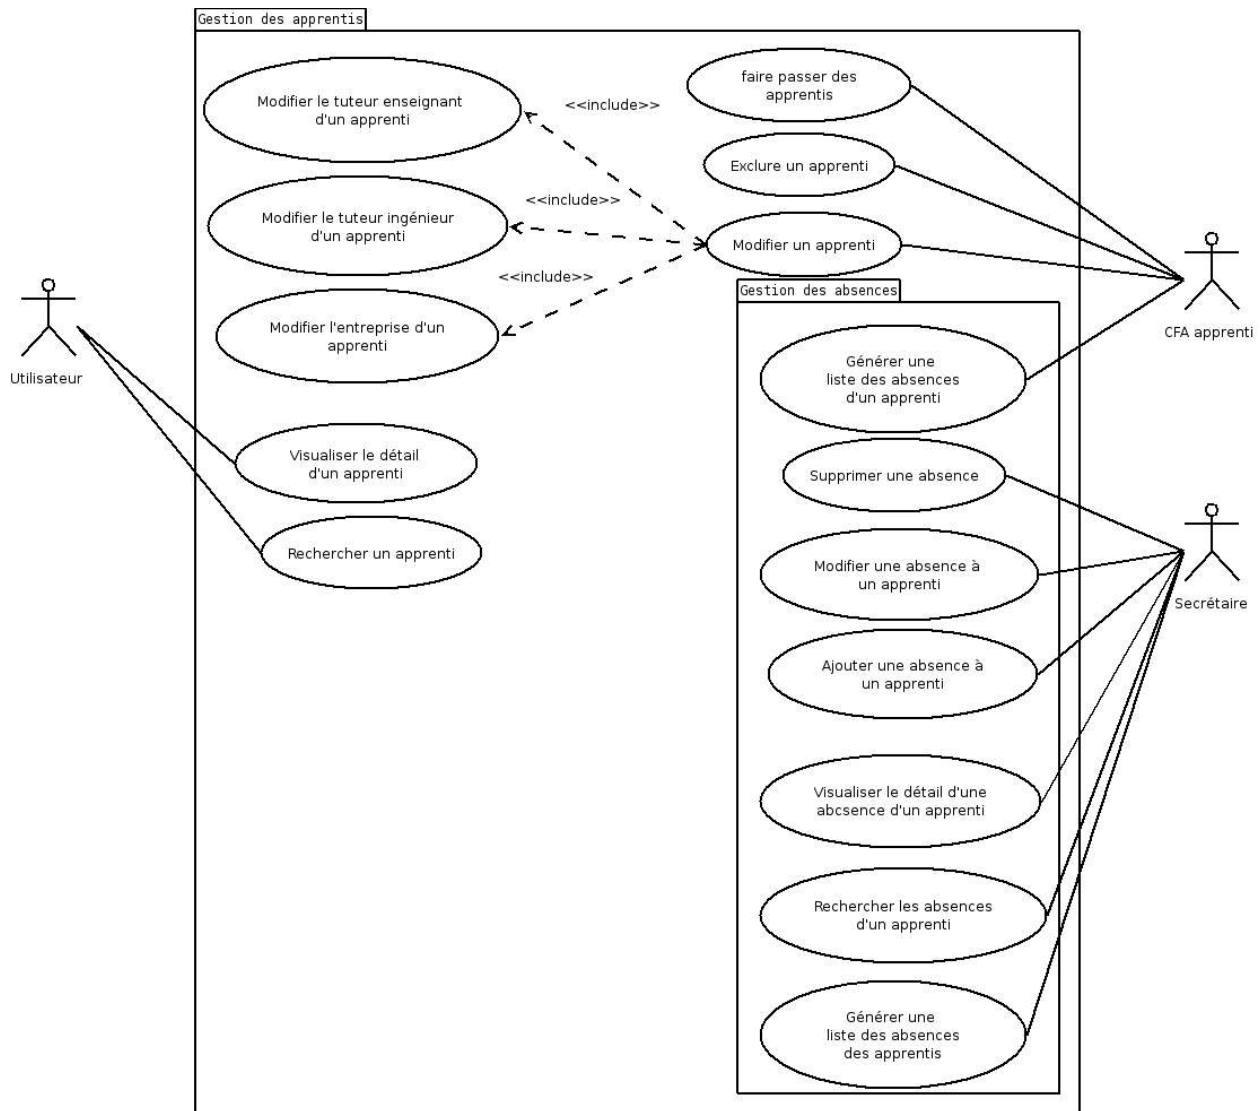 Gestion des apprentis
Modifier le tuteur enseignant
d'un apprenti
<<include>>
faire passer des
apprentis
Exclure un apprenti
Modifier le tuteur ingénieur
d'un apprenti
<<include>>
Modifier un apprenti
<<include>>
Gestion des absences
CFA apprenti
Modifier l'entreprise d'un
apprenti
Utilisateur
Générer une
liste des absences
d'un apprenti
Visualiser le détail
d'un apprenti
Supprimer une absence
Rechercher un apprenti
Modifier une absence à
un apprenti
Secrétaire
Ajouter une absence à
un apprenti
Visualiser le détail d'une
abcsence d'un apprenti
Rechercher les absences
d'un apprenti
Générer une
liste des absences
des apprentis